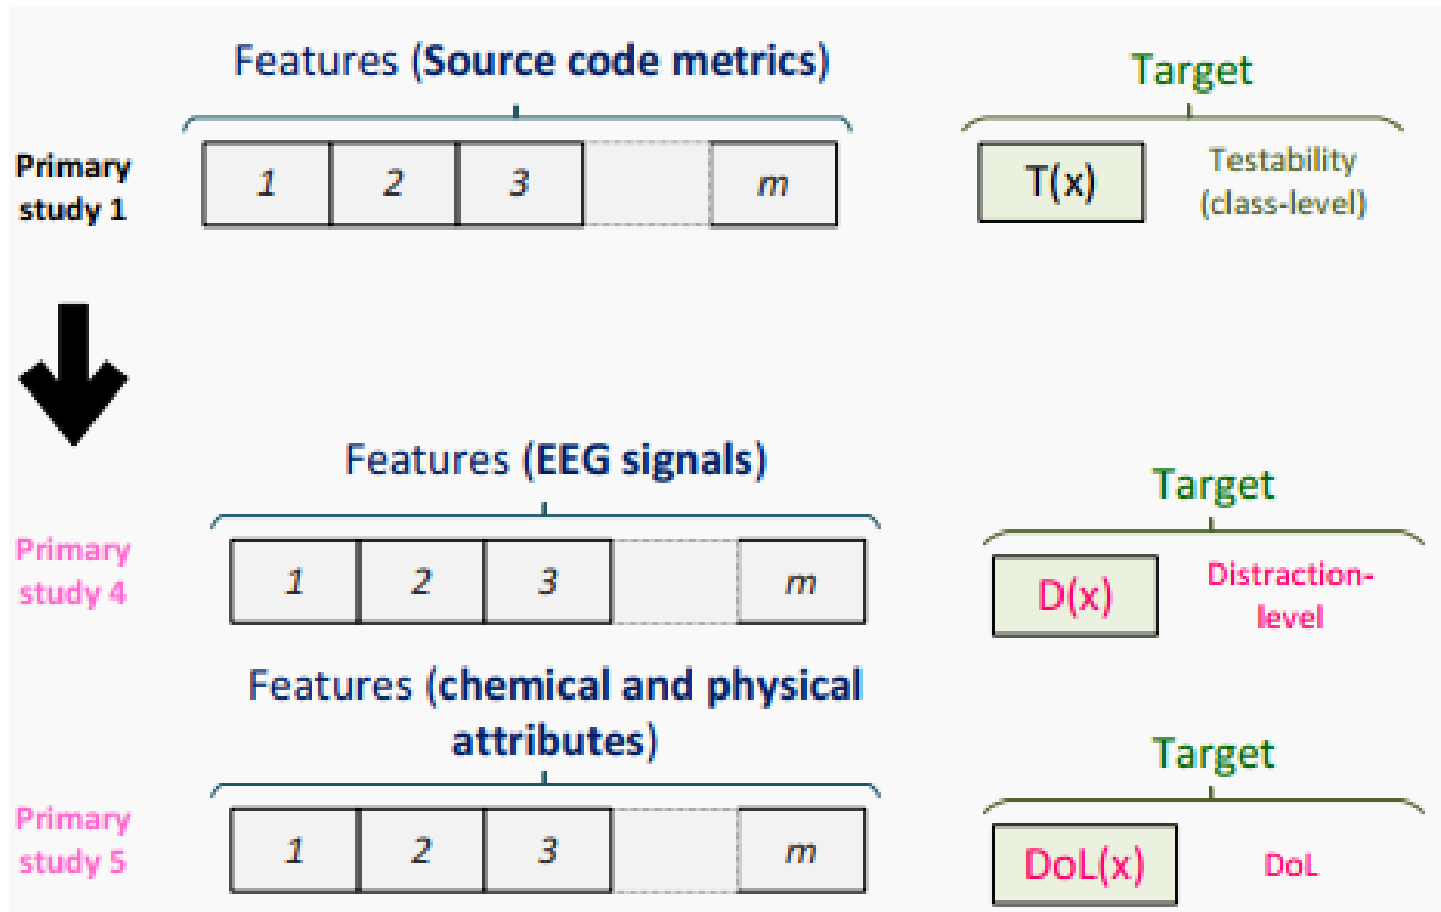 Features (Source code metrics)
Target
Primary
study 1
1 2 3 m
T(x)
Testability
(class-level)
Features (EEG signals)
Target
Primary
study 4
1 2 3 m
D(x)
Distraction-
level
Features (chemical and physical
attributes)
Target
Primary
study 5
1 2 3 m
DoL(x)
DoL